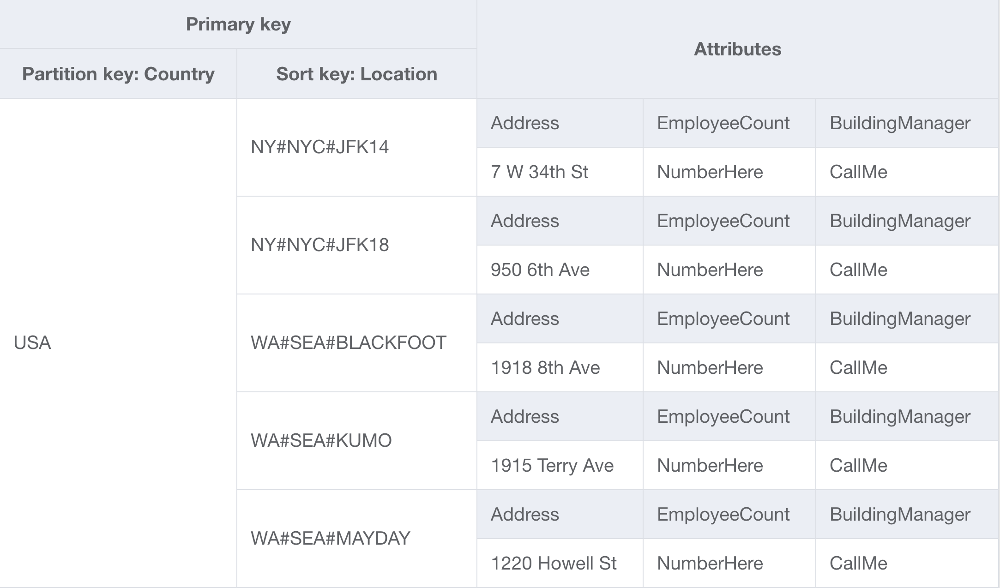 Primary key
Attributes
Partition key: Country
Sort key: Location
USA
NY#NYC#JFK14
Address
EmployeeCount
BuildingManager
7 W 34th St
NumberHere
CallMe
NY#NYC#JFK18
Address
EmployeeCount
BuildingManager
950 6th Ave
NumberHere
CallMe
WA#SEA#BLACKFOOT
Address
EmployeeCount
BuildingManager
1918 8th Ave
NumberHere
CallMe
WA#SEA#KUMO
Address
EmployeeCount
BuildingManager
1915 Terry Ave
NumberHere
CallMe
WA#SEA#MAYDAY
Address
EmployeeCount
BuildingManager
1220 Howell St
NumberHere
CallMe